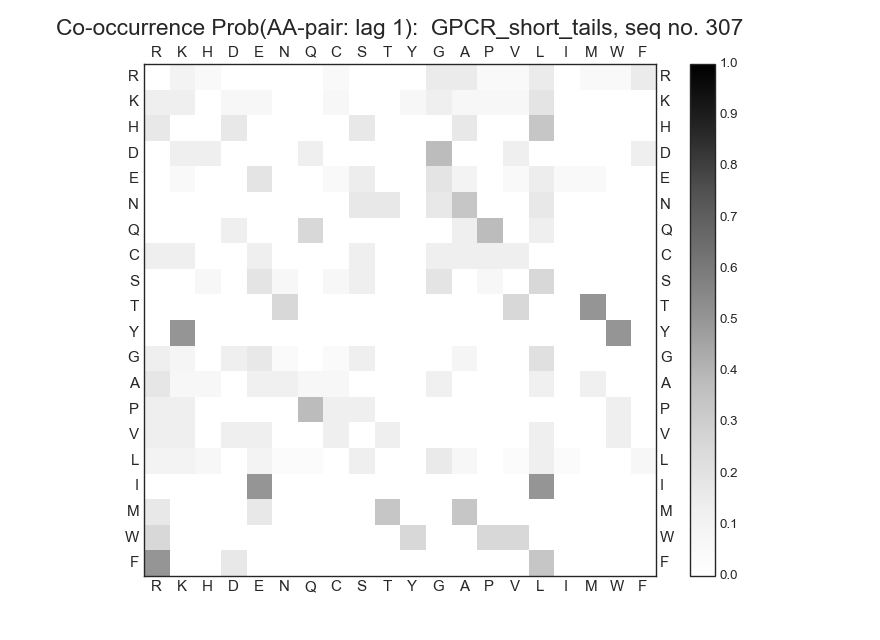 Co-occurrence Prob(AA-pair: lag 1):  GPCR_short_tails, seq no. 307
R K H D E N Q C S T Y G A P V L I M W F
1.0
R R
0.9
K K
H H
0.8
D D
E E
0.7
N N
Q Q
0.6
C C
S S
0.5
T T
Y Y
0.4
G G
A A
0.3
P P
V V
0.2
L L
I I
0.1
M M
W W
F F
0.0
R K H D E N Q C S T Y G A P V L I M W F